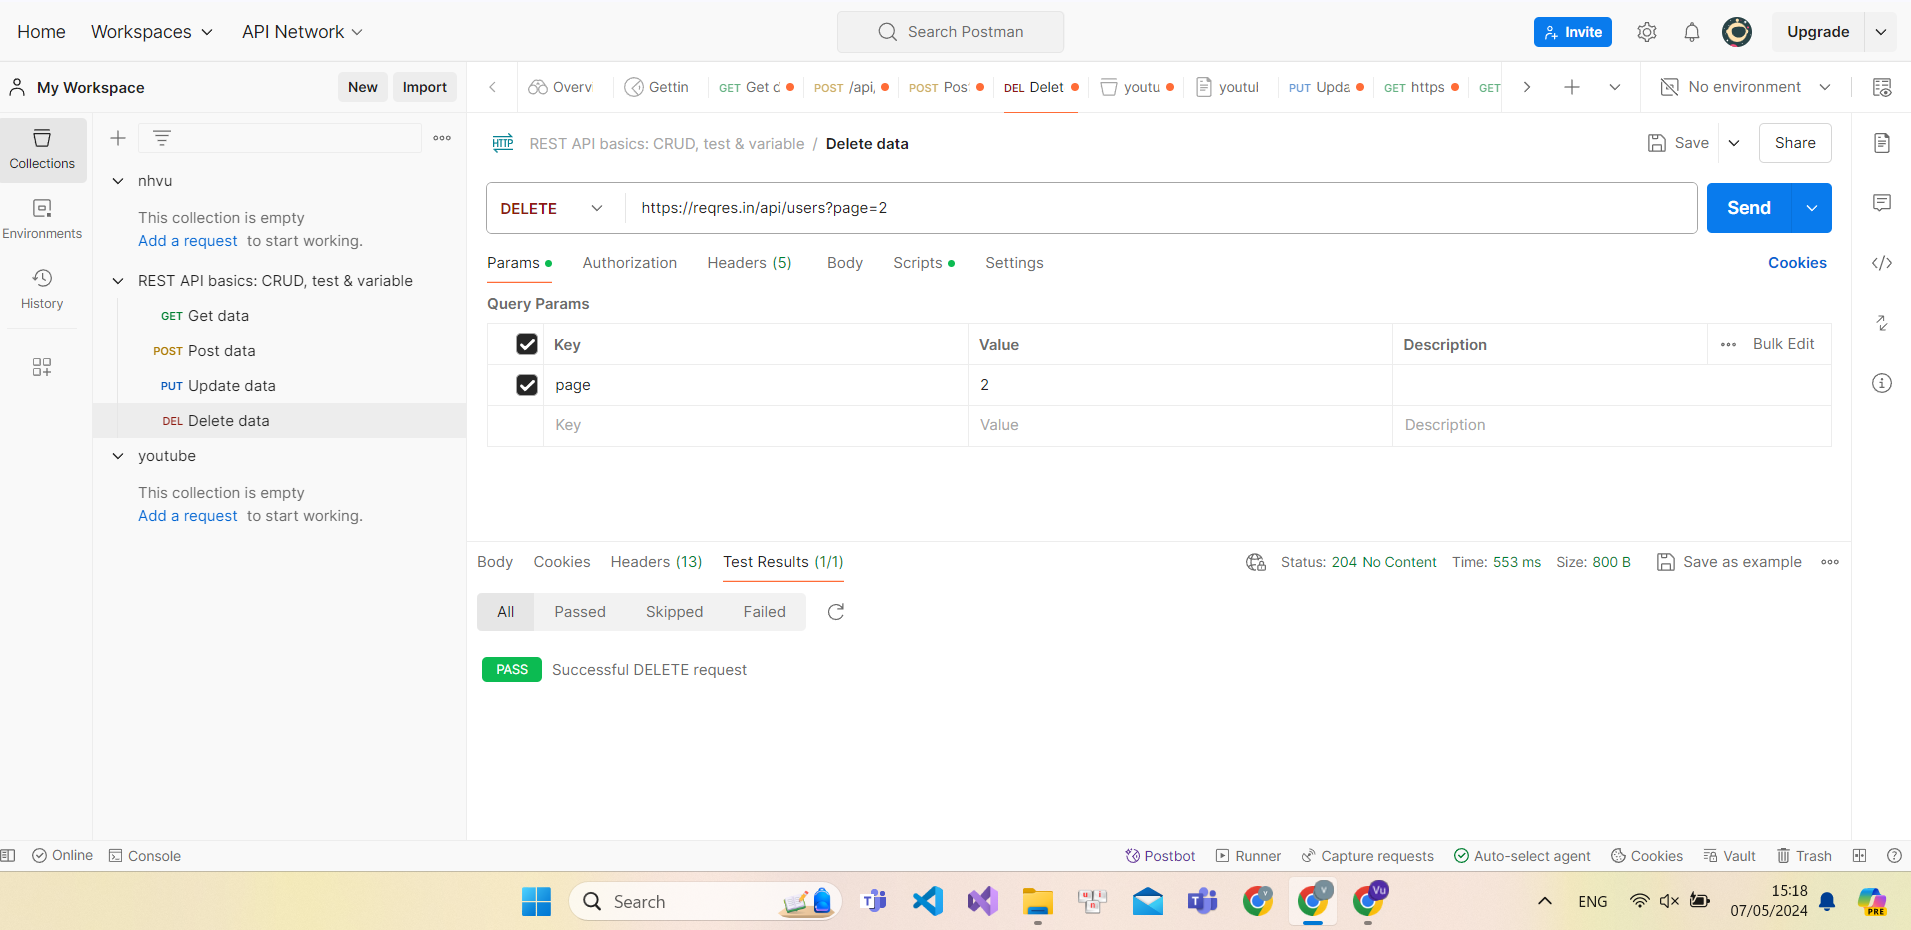 Home Workspaces API Network Search Postman Invite Upgrade
My Workspace New Import Overv Gettin GET Get d POST /api, POST Pos DEL Delet youtu youtul PUT Upda GET https GET No environment
Collections
HTTP REST API basics: CRUD, test & variable / Delete data Save Share
nhvu
This collection is empty
Add a request to start working.
DELETE https://reqres.in/api/users?page=2 Send
Environments
Params Authorization Headers (5) Body Scripts Settings Cookies
REST API basics: CRUD, test & variable
History
Query Params
GET Get data
Key Value Description Bulk Edit
POST Post data
PUT Update data
page 2
DEL Delete data
Key Value Description
youtube
This collection is empty
Add a request to start working.
Body Cookies Headers (13) Test Results (1/1) Status: 204 No Content Time: 553 ms Size: 800 B Save as example
All Passed Skipped Failed
PASS Successful DELETE request
Online Console Postbot Runner Capture requests Auto-select agent Cookies Vault Trash
Search ENG 15:18
07/05/2024
V V Vu PRE